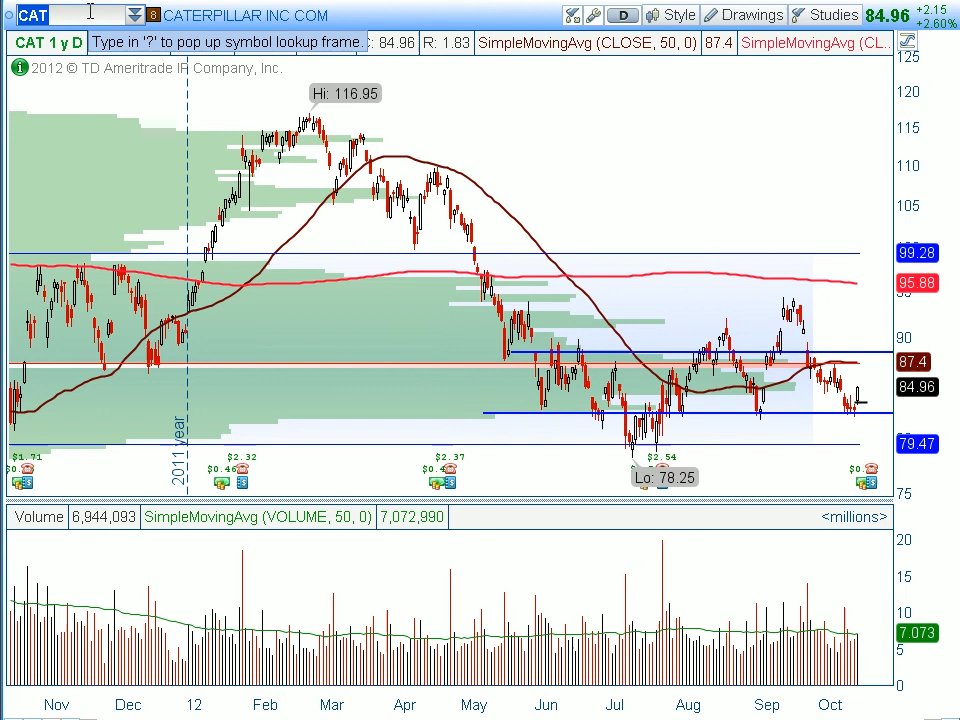 CAT 8 CATERPILLAR INC COM D Style Drawings Studies 84.96 +2.15
+2.60%
CAT 1 y D Type in '?' to pop up symbol lookup frame. C: 84.96 R: 1.83 SimpleMovingAvg (CLOSE, 50, 0) 87.4 SimpleMovingAvg (CL...
2012 © TD Ameritrade IP Company, Inc.
125
120
Hi: 116.95
115
110
105
99.28
95.88
90
87.4
84.96
79.47
2011 year
$1.71 $2.32 $2.37 $2.54
$0.46
Lo: 78.25
75
Volume 6,944,093 SimpleMovingAvg (VOLUME, 50, 0) 7,072,990 <millions>
20
15
10
7.073
5
0
Nov Dec 12 Feb Mar Apr May Jun Jul Aug Sep Oct